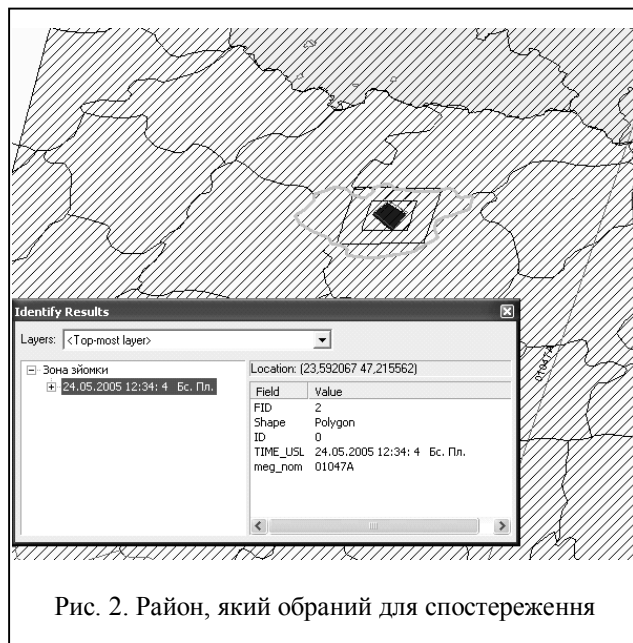 01047A
Identify Results
Layers: <Top-most layer>
Зона зйомки
24.05.2005 12:34: 4 Бс. Пл.
Location: (23,592067 47,215562)
Field Value
FID 2
Shape Polygon
ID 0
TIME_USL 24.05.2005 12:34: 4 Бс. Пл.
meg_nom 01047A
Рис. 2. Район, який обраний для спостереження